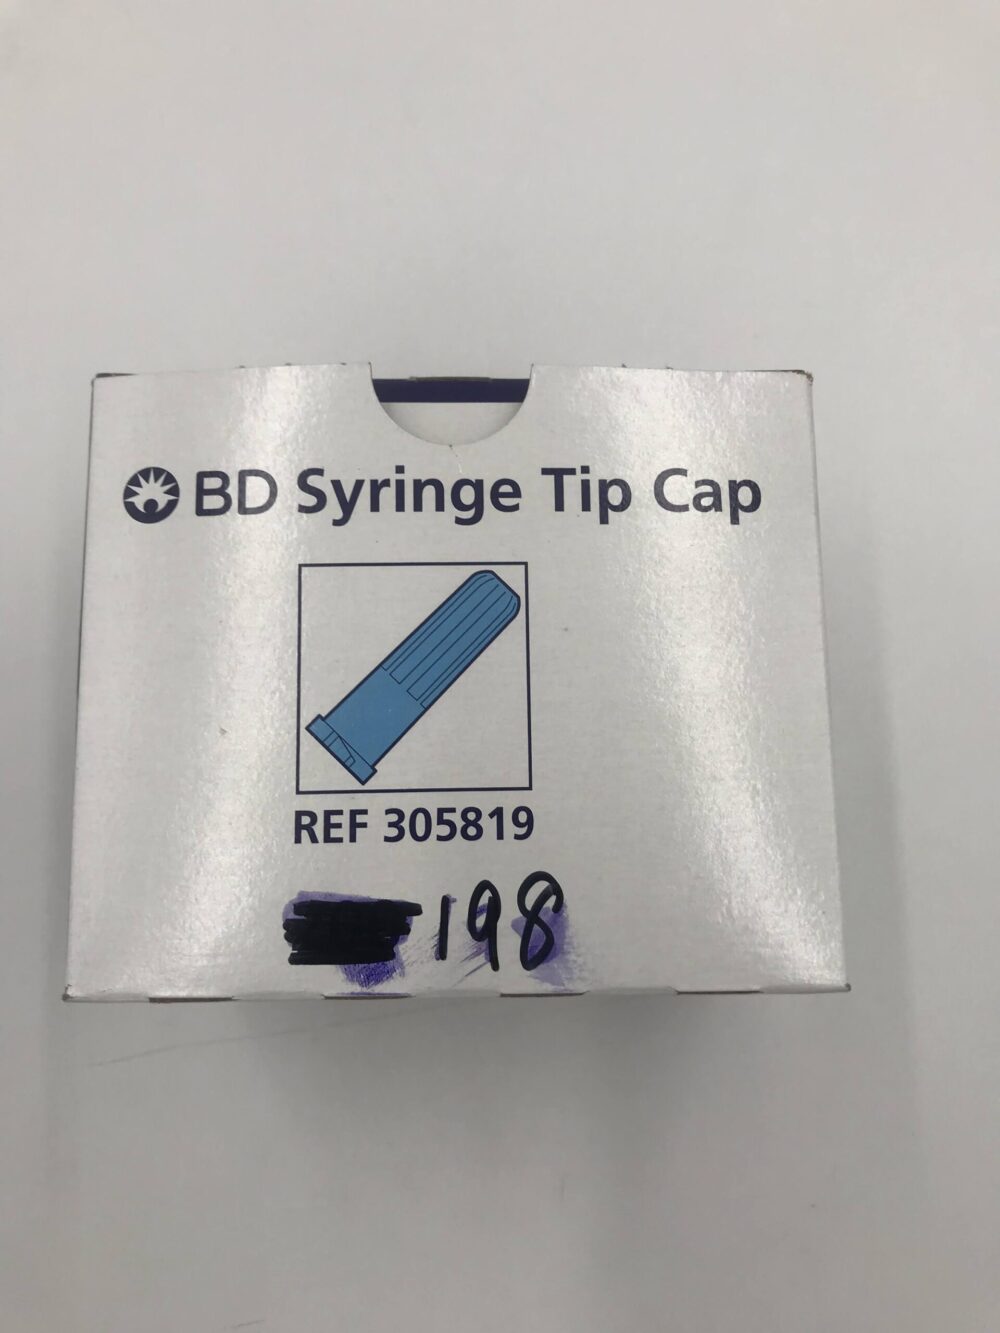 BD Syringe Tip Cap
REF 305819
198